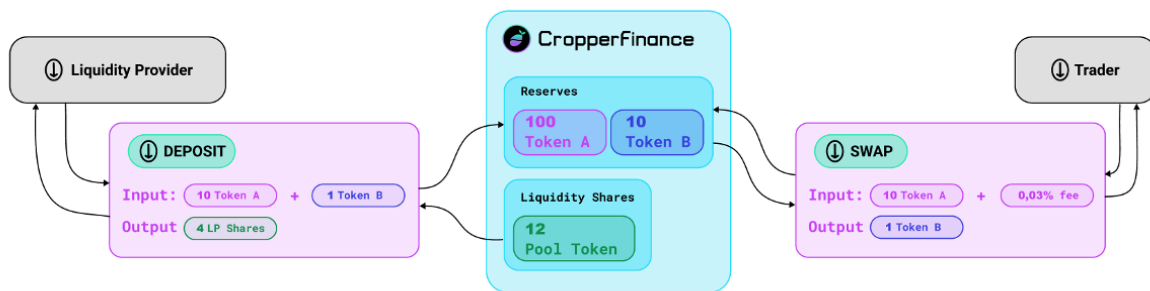 CropperFinance
Liquidity Provider
Trader
Reserves
100
Token A
10
Token B
DEPOSIT
Input: 10 Token A + 1 Token B
Output 4 LP Shares
Liquidity Shares
12
Pool Token
SWAP
Input: 10 Token A + 0,03% fee
Output 1 Token B